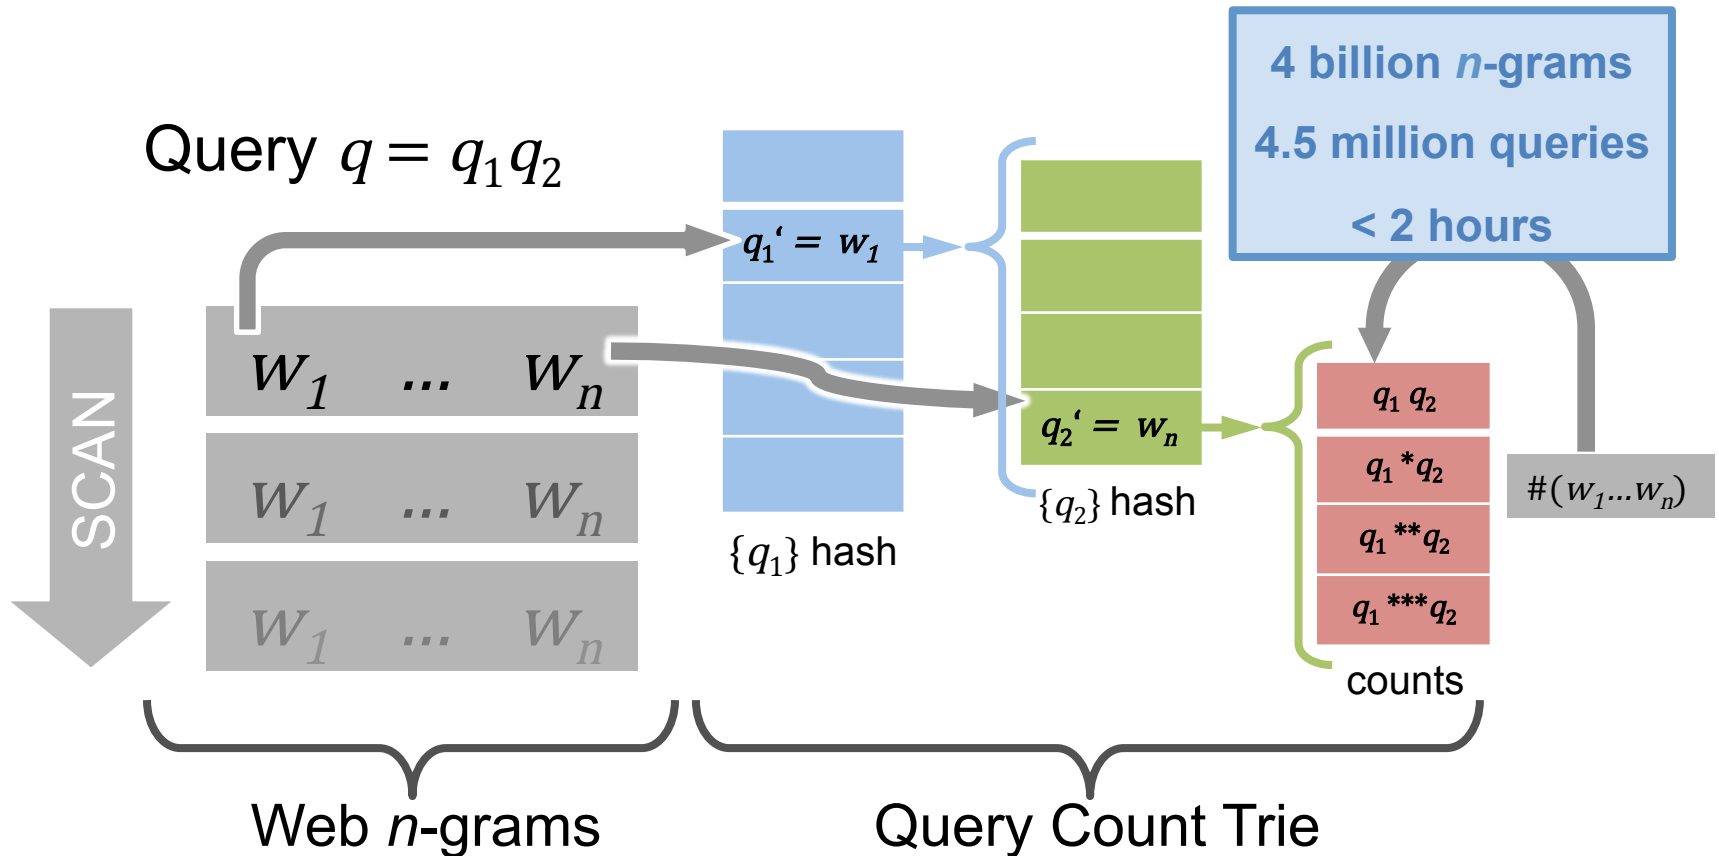 4 billion n-grams
4.5 million queries
< 2 hours
Query q = q₁q₂
q₁‘ = w₁
SCAN
w₁ ... wₙ
w₁ ... wₙ
w₁ ... wₙ
q₂‘ = wₙ
{q₁} hash
{q₂} hash
q₁ q₂
q₁ *q₂
q₁ **q₂
q₁ ***q₂
counts
#(w₁...wₙ)
Web n-grams
Query Count Trie